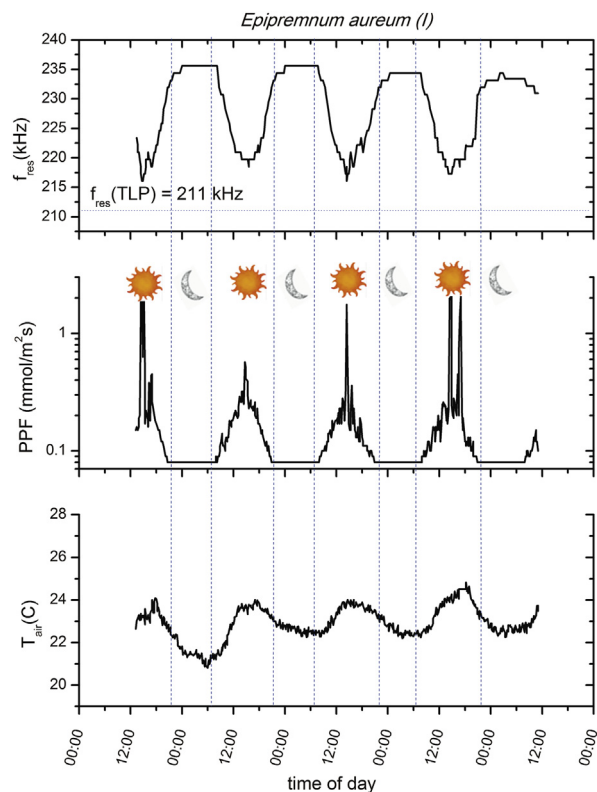 Epipremnum aureum (I)
240
235
230
225
220
215
210
f_res(kHz)
f_res(TLP) = 211 kHz
1
0.1
PPF (mmol/m²s)
28
26
24
22
20
T_air(C)
00:00 12:00 00:00 12:00 00:00 12:00 00:00 12:00 00:00 12:00 00:00
time of day